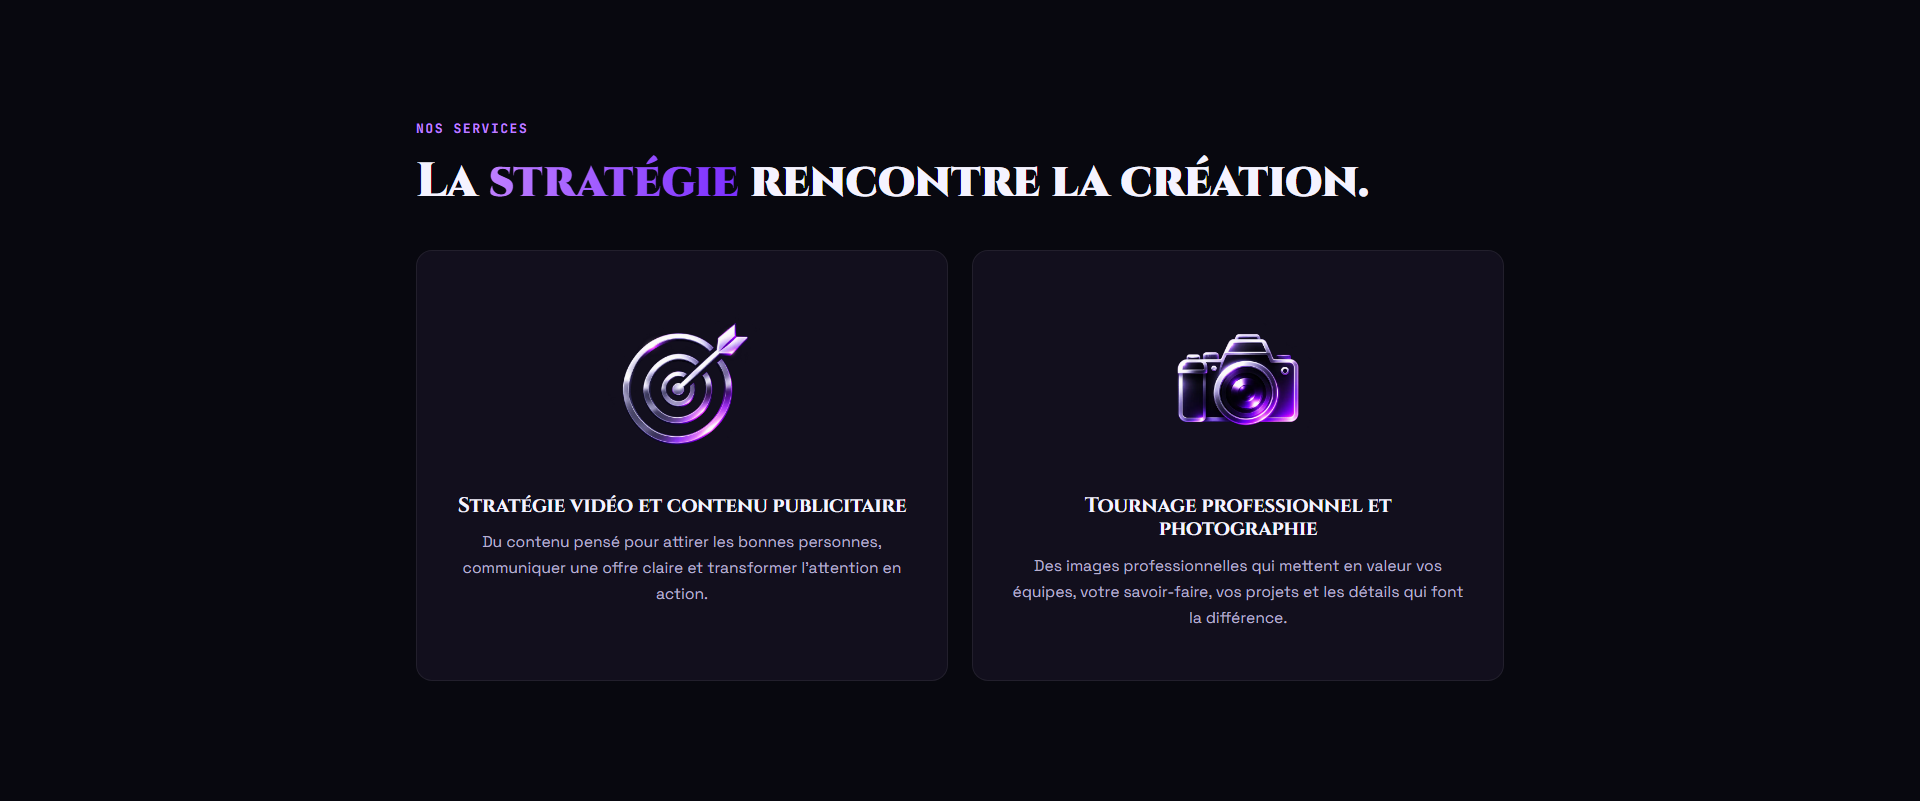 NOS SERVICES
La stratégie rencontre la création.
Stratégie vidéo et contenu publicitaire
Du contenu pensé pour attirer les bonnes personnes,
communiquer une offre claire et transformer l'attention en
action.
Tournage professionnel et
photographie
Des images professionnelles qui mettent en valeur vos
équipes, votre savoir-faire, vos projets et les détails qui font
la différence.